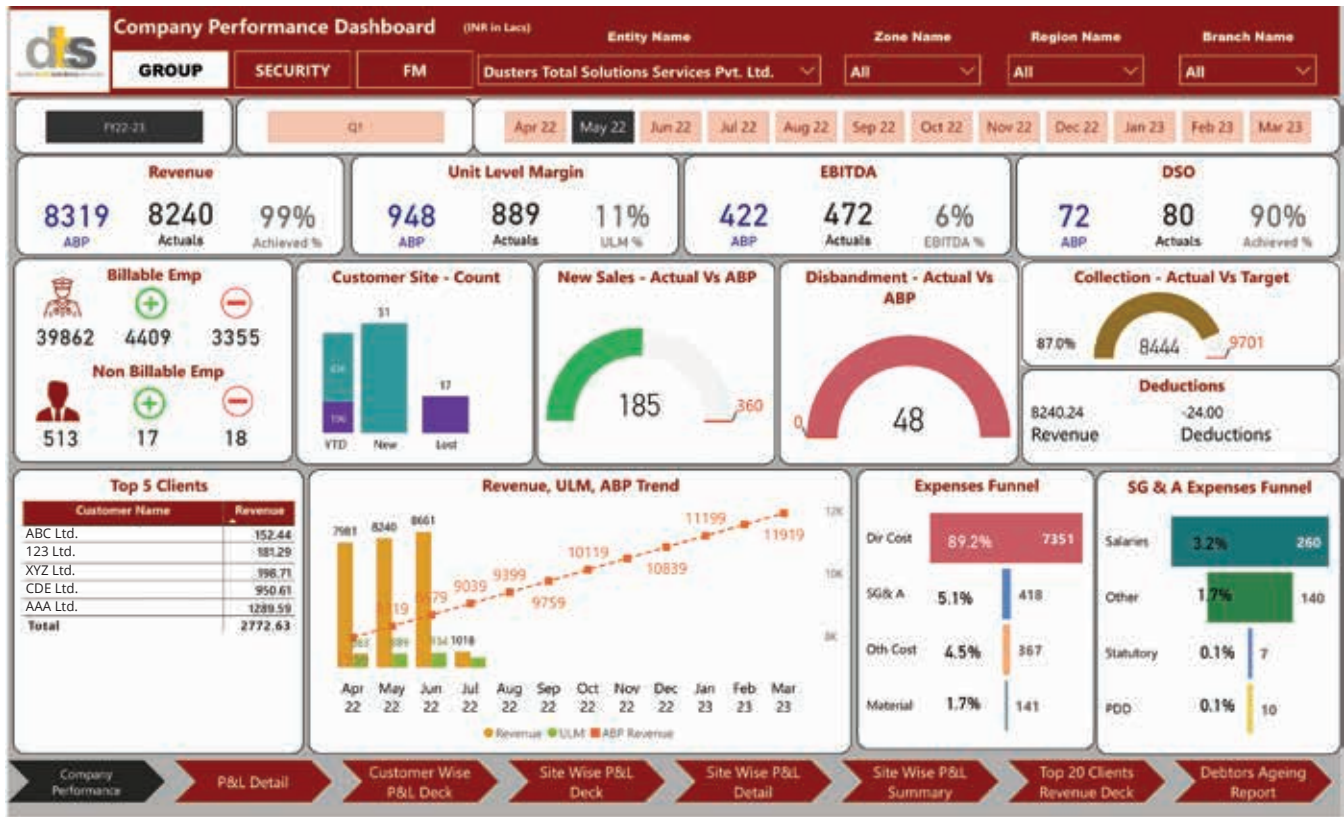 dts
Company Performance Dashboard
(INR in Lacs)
GROUP
SECURITY
FM
Entity Name
Dusters Total Solutions Services Pvt. Ltd.
Zone Name
All
Region Name
All
Branch Name
All
FY22-23
Q1
Apr 22
May 22
Jun 22
Jul 22
Aug 22
Sep 22
Oct 22
Nov 22
Dec 22
Jan 23
Feb 23
Mar 23
Revenue
8319 8240 99%
ABP Actuals Achieved %
Unit Level Margin
948 889 11%
ABP Actuals ULM %
EBITDA
422 472 6%
ABP Actuals EBITDA %
DSO
72 80 90%
ABP Actuals Achieved %
Billable Emp
39862 4409 3355
Non Billable Emp
513 17 18
Customer Site - Count
51
17
YTD New Lost
New Sales - Actual Vs ABP
185
360
Disbandment - Actual Vs
ABP
0
48
Collection - Actual Vs Target
87.0%
8444
9701
Deductions
8240.24 -24.00
Revenue Deductions
Top 5 Clients
Customer Name Revenue
ABC Ltd. 152.44
123 Ltd. 181.29
XYZ Ltd. 198.71
CDE Ltd. 950.61
AAA Ltd. 1289.59
Total 2772.63
Revenue, ULM, ABP Trend
7981 8240 8661
1018
9039
9399
9759
10119
10839
11199
11919
12K
10K
8K
Apr May Jun Jul Aug Sep Oct Nov Dec Jan Feb Mar
22 22 22 22 22 22 22 22 22 23 23 23
Revenue ULM ABP Revenue
Expenses Funnel
Dir Cost 89.2% 7351
SG& A 5.1% 418
Oth Cost 4.5% 367
Material 1.7% 141
SG & A Expenses Funnel
Salaries 3.2% 260
Other 1.7% 140
Statutory 0.1% 7
PDD 0.1% 10
Company
Performance
P&L Detail
Customer Wise
P&L Deck
Site Wise P&L
Deck
Site Wise P&L
Detail
Site Wise P&L
Summary
Top 20 Clients
Revenue Deck
Debtors Ageing
Report